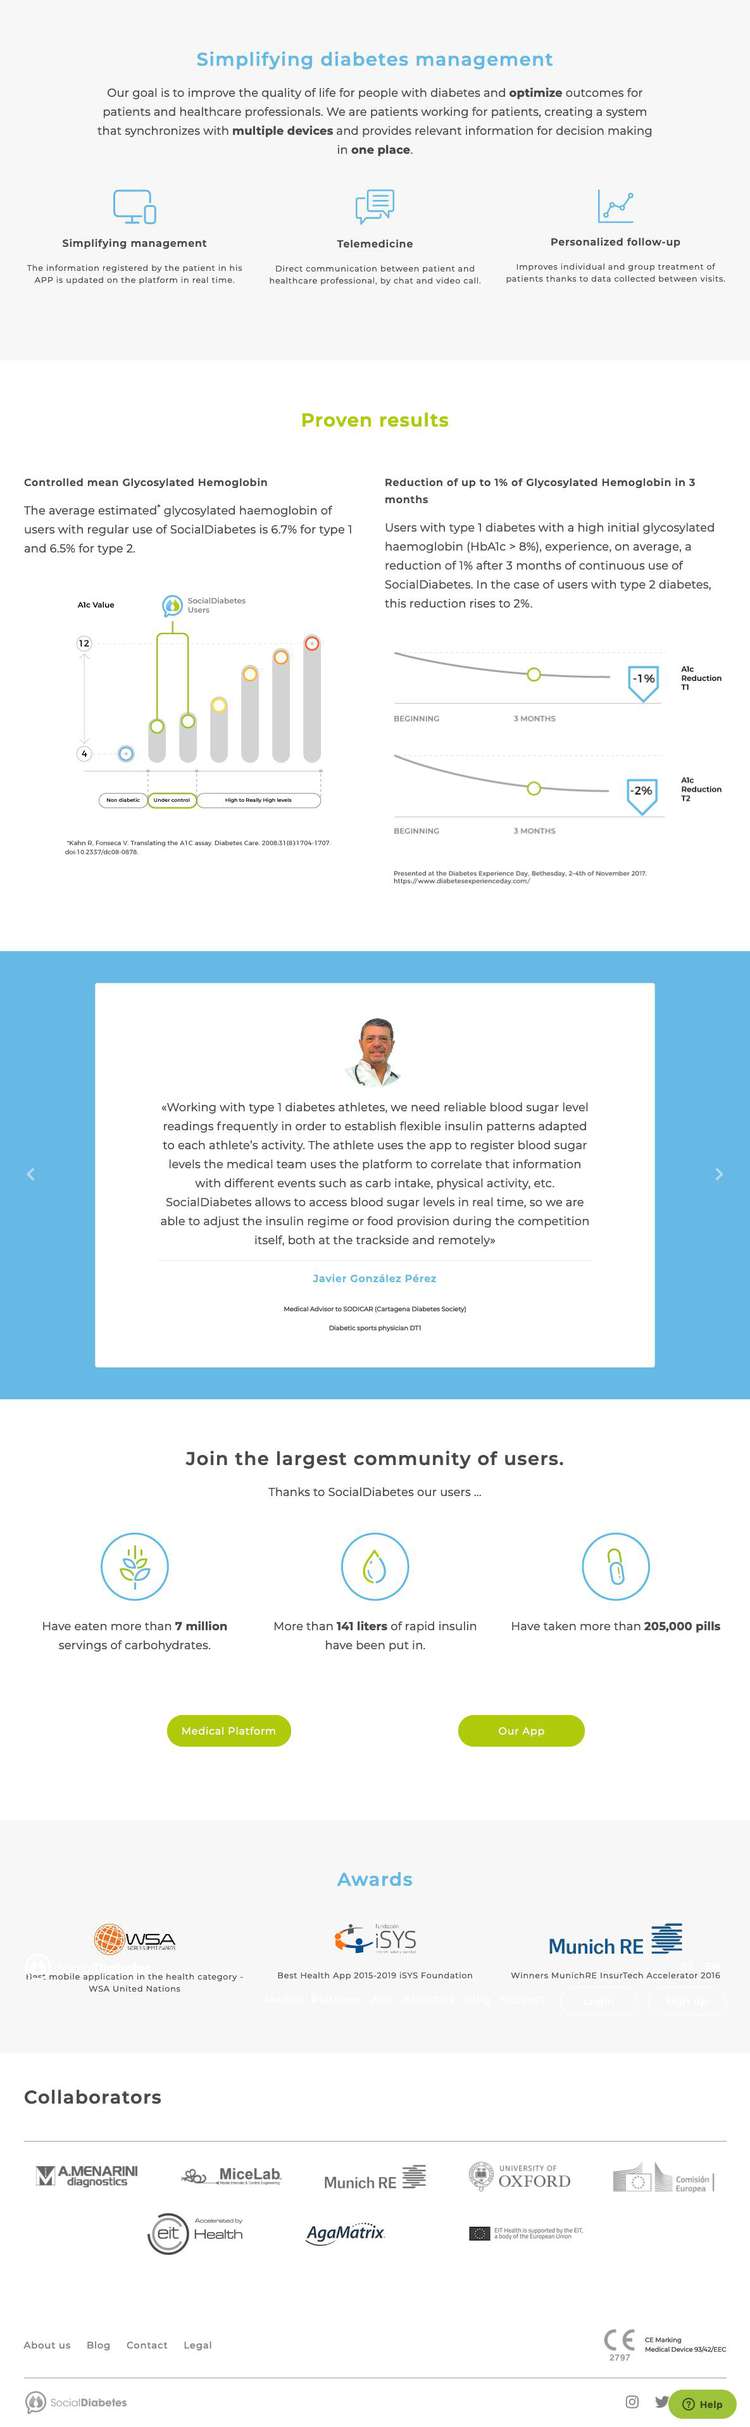 Simplifying diabetes management
Our goal is to improve the quality of life for people with diabetes and optimize outcomes for
patients and healthcare professionals. We are patients working for patients, creating a system
that synchronizes with multiple devices and provides relevant information for decision making
in one place.
Simplifying management
The information registered by the patient in his
APP is updated on the platform in real time.
Telemedicine
Direct communication between patient and
healthcare professional, by chat and video call.
Personalized follow-up
Improves individual and group treatment of
patients thanks to data collected between visits.
Proven results
Controlled mean Glycosylated Hemoglobin
The average estimated* glycosylated haemoglobin of
users with regular use of SocialDiabetes is 6.7% for type 1
and 6.5% for type 2.
A1c Value
SocialDiabetes
Users
12
4
Non diabetic
Under control
High to Really High levels
*Kahn R, Fonseca V. Translating the A1C assay. Diabetes Care. 2008;31(8):1704-1707.
doi:10.2337/dc08-0878.
Reduction of up to 1% of Glycosylated Hemoglobin in 3
months
Users with type 1 diabetes with a high initial glycosylated
haemoglobin (HbA1c > 8%), experience, on average, a
reduction of 1% after 3 months of continuous use of
SocialDiabetes. In the case of users with type 2 diabetes,
this reduction rises to 2%.
-1%
A1c
Reduction
T1
BEGINNING
3 MONTHS
-2%
A1c
Reduction
T2
BEGINNING
3 MONTHS
Presented at the Diabetes Experience Day, Bethesday, 2-4th of November 2017.
https://www.diabetesexperienceday.com/
«Working with type 1 diabetes athletes, we need reliable blood sugar level
readings frequently in order to establish flexible insulin patterns adapted
to each athlete's activity. The athlete uses the app to register blood sugar
levels the medical team uses the platform to correlate that information
with different events such as carb intake, physical activity, etc.
SocialDiabetes allows to access blood sugar levels in real time, so we are
able to adjust the insulin regime or food provision during the competition
itself, both at the trackside and remotely»
Javier González Pérez
Medical Advisor to SODICAR (Cartagena Diabetes Society)
Diabetic sports physician DT1
Join the largest community of users.
Thanks to SocialDiabetes our users ...
Have eaten more than 7 million
servings of carbohydrates.
More than 141 liters of rapid insulin
have been put in.
Have taken more than 205,000 pills
Medical Platform
Our App
Awards
WSA
Best mobile application in the health category -
WSA United Nations
fundación
iSYS
Best Health App 2015-2019 iSYS Foundation
Munich RE
Winners MunichRE InsurTech Accelerator 2016
Login
Sign up
Collaborators
A.MENARINI
diagnostics
MiceLab.
Munich RE
UNIVERSITY OF
OXFORD
Comisión
Europea
eit
Accelerated by
Health
AgaMatrix
EIT Health is supported by the EIT,
a body of the European Union
About us
Blog
Contact
Legal
CE
2797
CE Marking
Medical Device 93/42/EEC
SocialDiabetes
Help